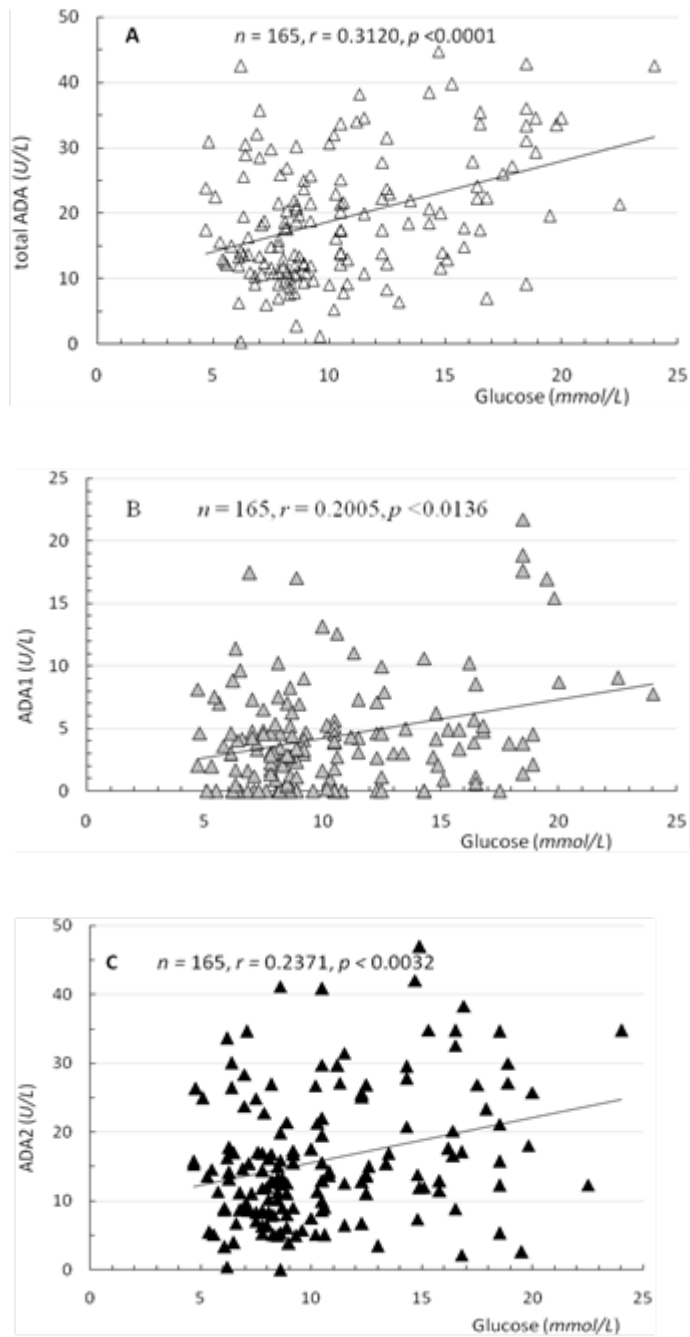 A n = 165, r = 0.3120, p <0.0001
50
40
30
20
10
0
total ADA (U/L)
0 5 10 15 20 25
Glucose (mmol/L)
B n = 165, r = 0.2005, p <0.0136
25
20
15
10
5
0
ADA1 (U/L)
0 5 10 15 20 25
Glucose (mmol/L)
C n = 165, r = 0.2371, p < 0.0032
50
40
30
20
10
0
ADA2 (U/L)
0 5 10 15 20 25
Glucose (mmol/L)